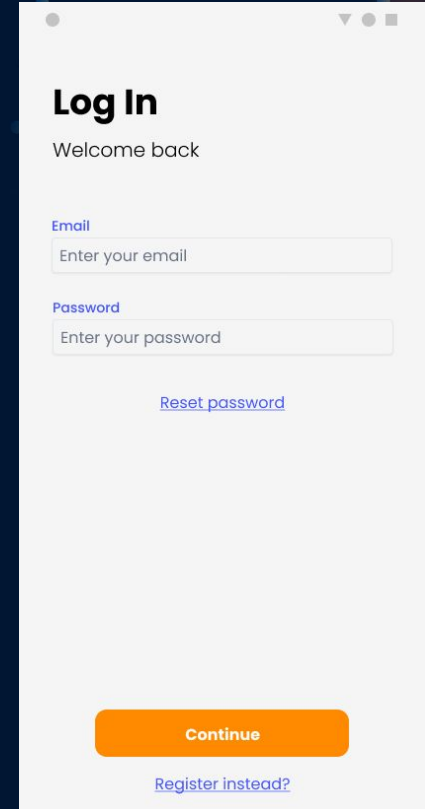 Log In
Welcome back
Email
Enter your email
Password
Enter your password
Reset password
Continue
Register instead?